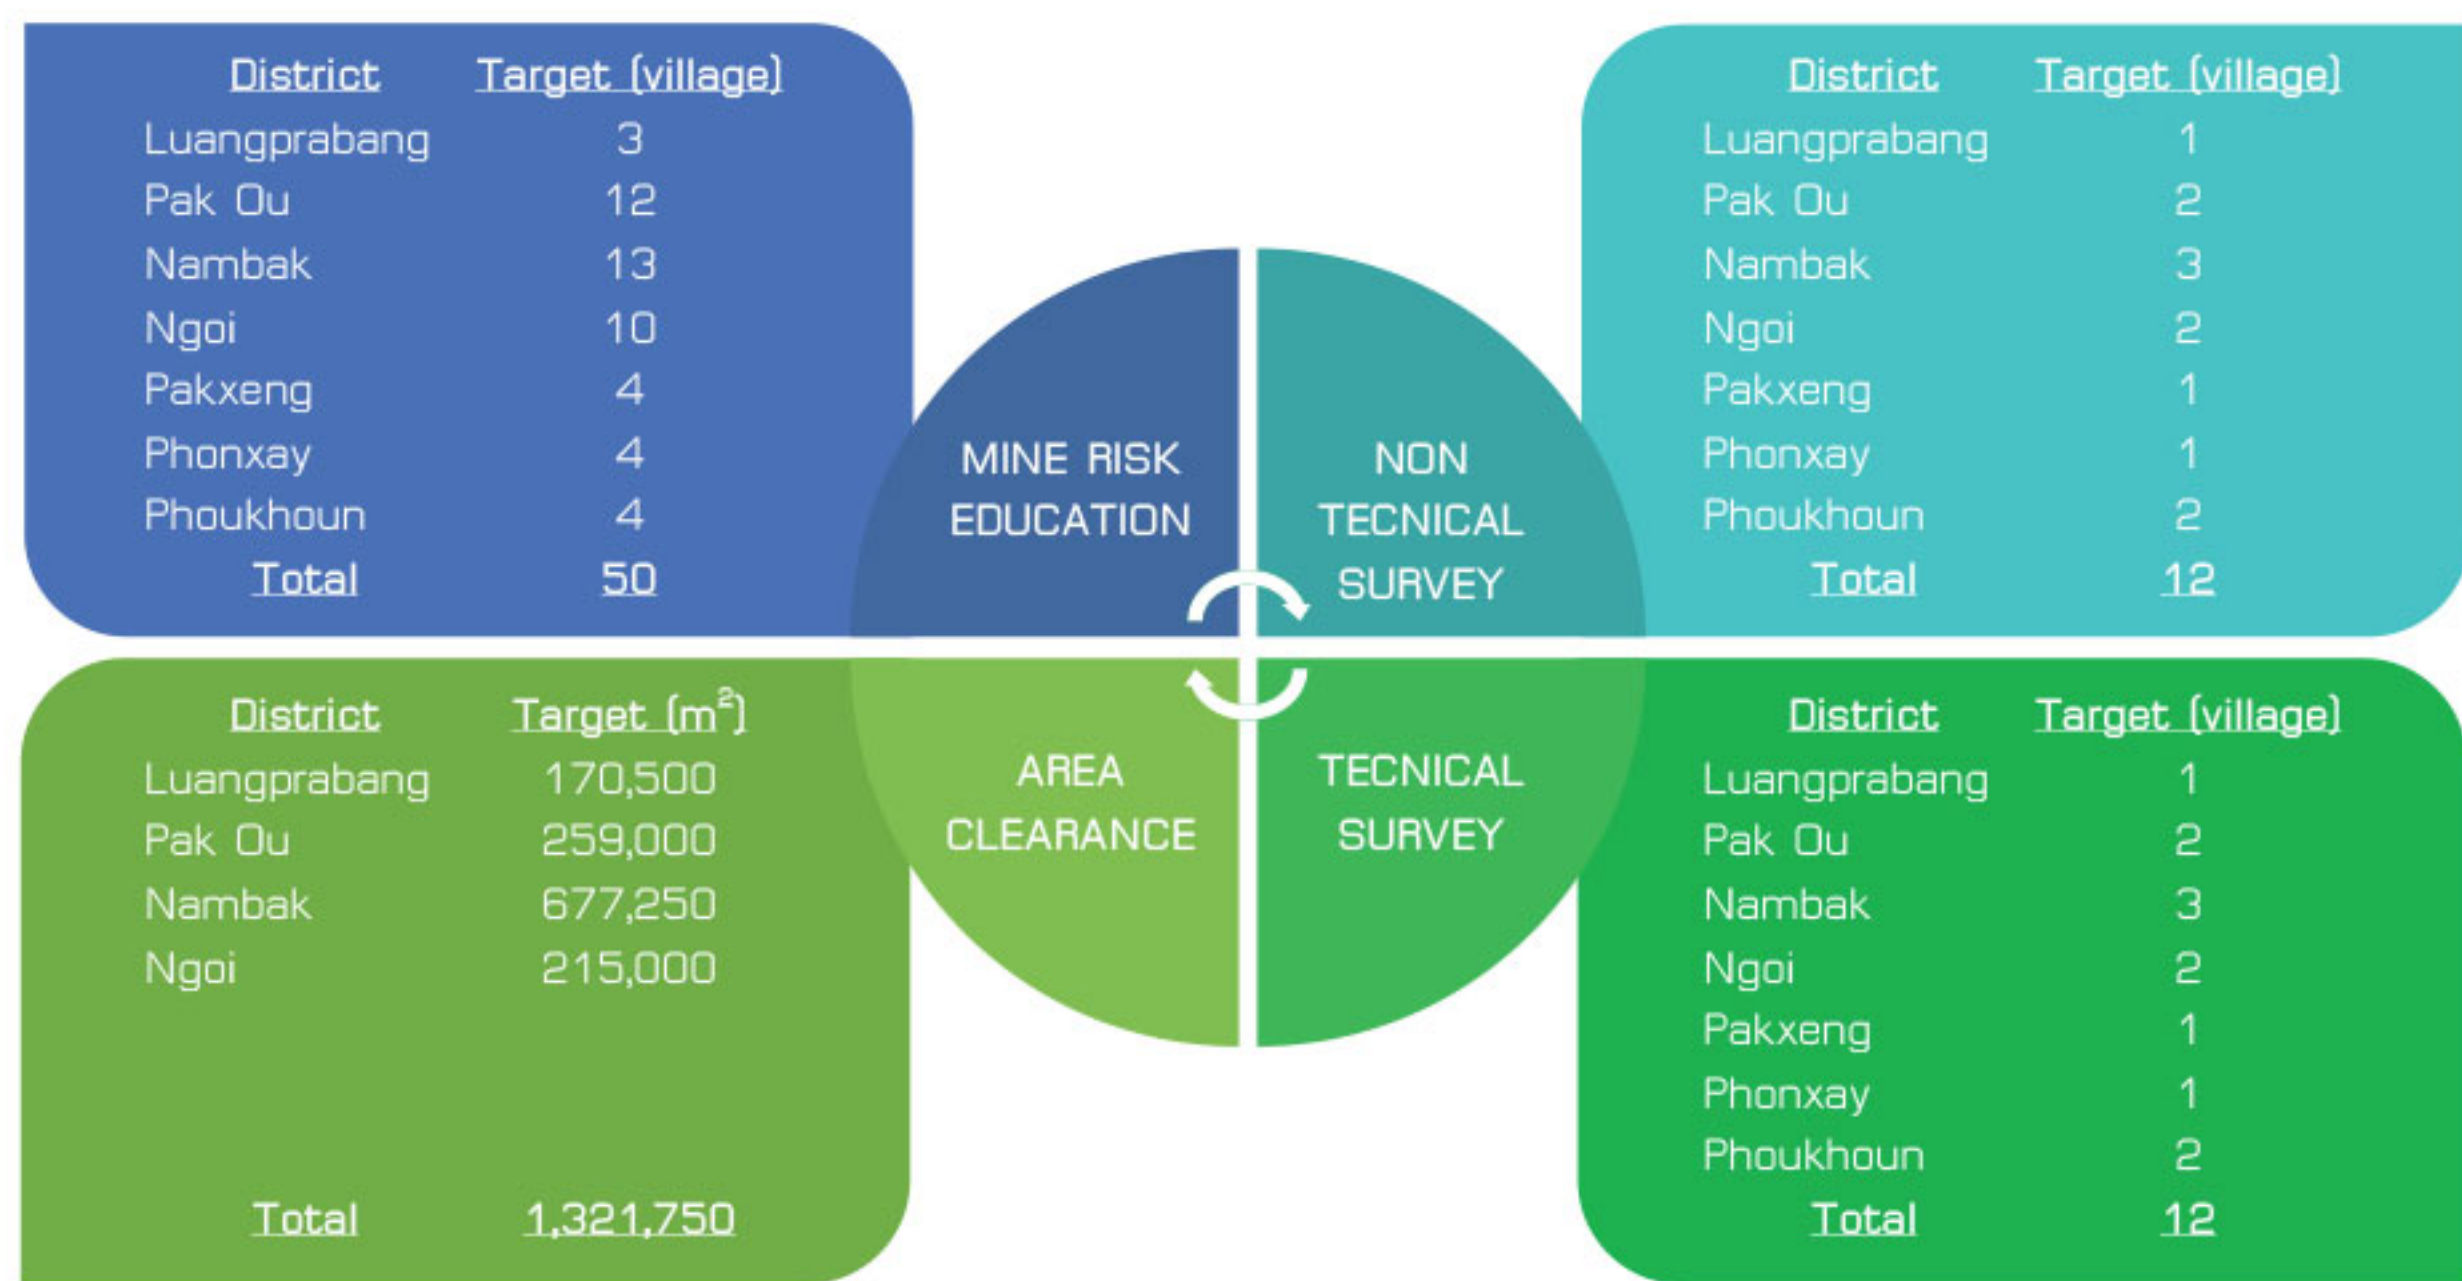 District Target (village)
Luangprabang 3
Pak Ou 12
Nambak 13
Ngoi 10
Pakxeng 4
Phonxay 4
Phoukhoun 4
Total 50
MINE RISK
EDUCATION
NON
TECNICAL
SURVEY
District Target (village)
Luangprabang 1
Pak Ou 2
Nambak 3
Ngoi 2
Pakxeng 1
Phonxay 1
Phoukhoun 2
Total 12
District Target (m²)
Luangprabang 170,500
Pak Ou 259,000
Nambak 677,250
Ngoi 215,000
Total 1,321,750
AREA
CLEARANCE
TECNICAL
SURVEY
District Target (village)
Luangprabang 1
Pak Ou 2
Nambak 3
Ngoi 2
Pakxeng 1
Phonxay 1
Phoukhoun 2
Total 12